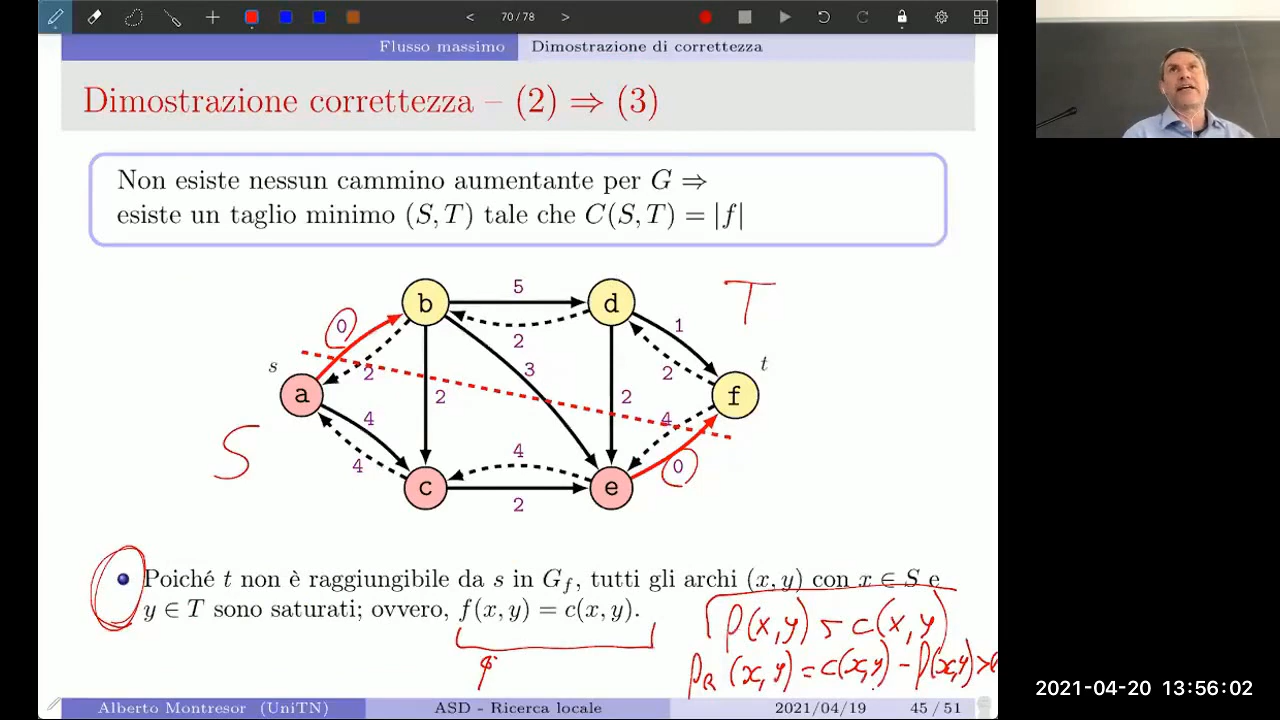 70 / 78
Flusso massimo Dimostrazione di correttezza
Dimostrazione correttezza – (2) ⇒ (3)
Non esiste nessun cammino aumentante per G ⇒
esiste un taglio minimo (S, T) tale che C(S, T) = |f|
T
b 5 d
0 2 1
s 2 3 t
a 2 2 2 f
4 4
S 4 4 0
c 2 e
Poiché t non è raggiungibile da s in G_f, tutti gli archi (x, y) con x ∈ S e
y ∈ T sono saturati; ovvero, f(x, y) = c(x, y).
(x, y) c(x, y)
(x, y) = c(x, y) -
Alberto Montresor (UniTN) ASD - Ricerca locale 2021/04/19 45 / 51
2021-04-20 13:56:02